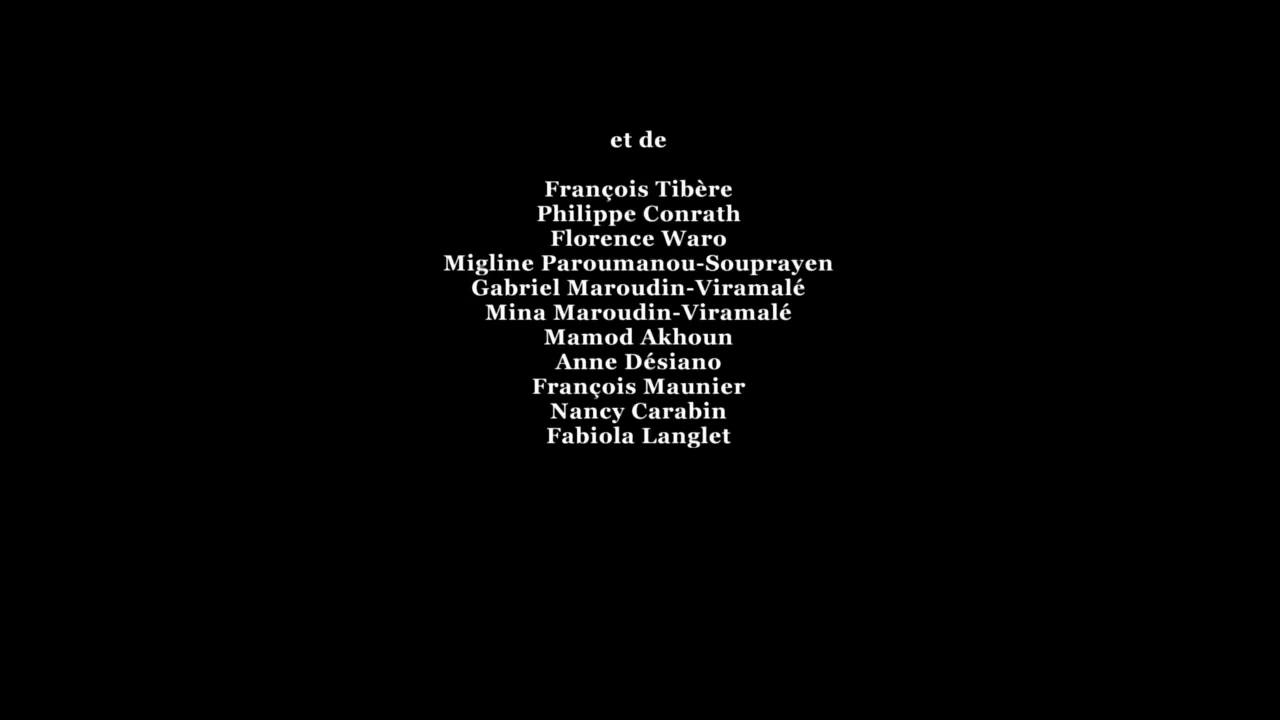 et de
François Tibère
Philippe Conrath
Florence Waro
Migline Paroumanou-Souprayen
Gabriel Maroudin-Viramalé
Mina Maroudin-Viramalé
Mamod Akhoun
Anne Désiano
François Maunier
Nancy Carabin
Fabiola Langlet